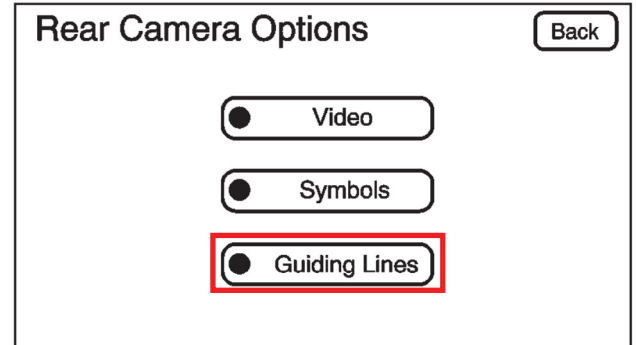 Rear Camera Options
Back
Video
Symbols
Guiding Lines